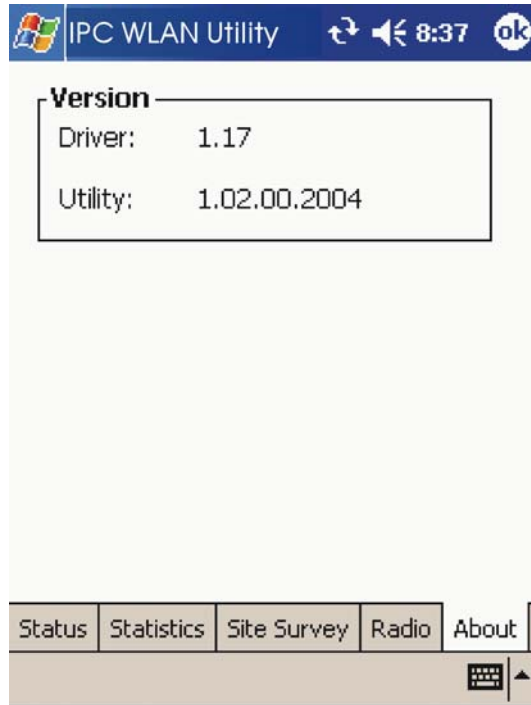 IPC WLAN Utility 8:37 ok
Version
Driver: 1.17
Utility: 1.02.00.2004
Status Statistics Site Survey Radio About